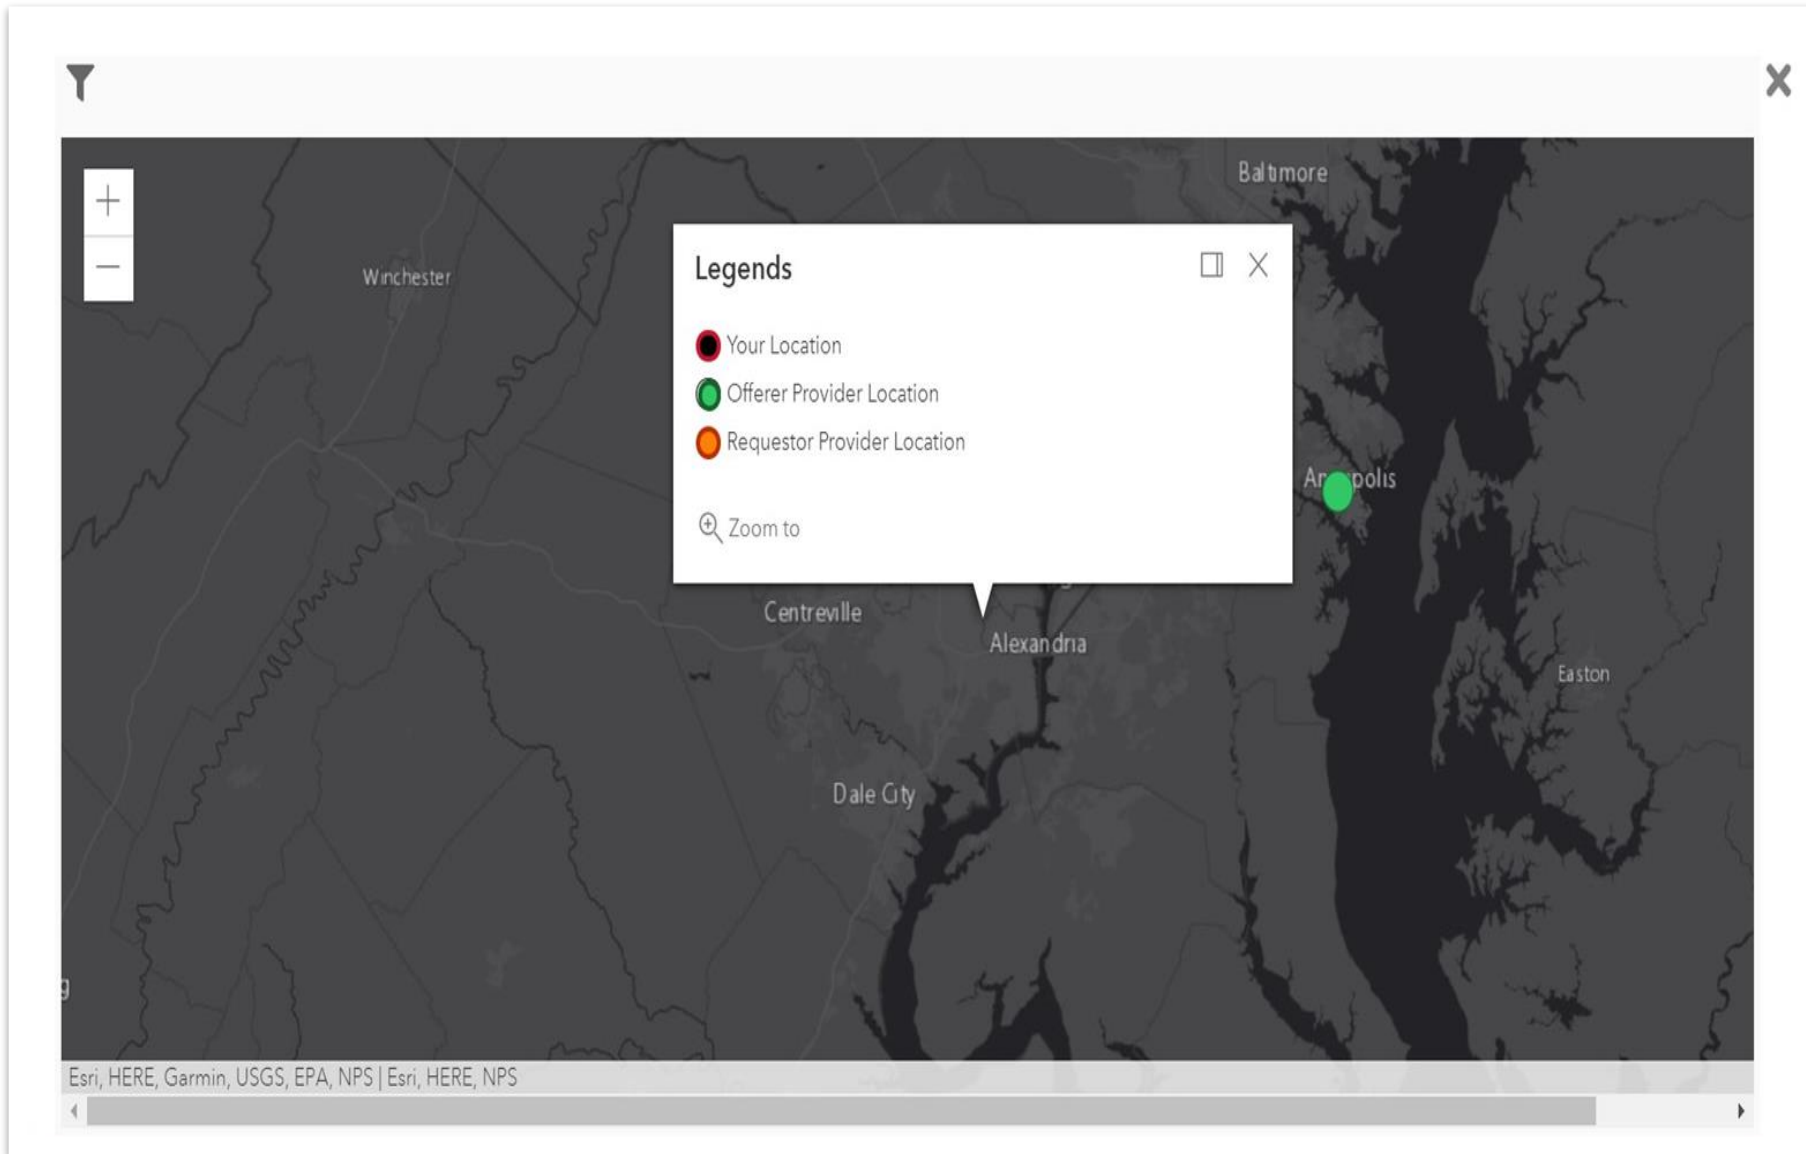 Baltimore
Winchester
Legends
Your Location
Offerer Provider Location
Requestor Provider Location
Zoom to
Centreville
Alexandria
Easton
Dale City
Esri, HERE, Garmin, USGS, EPA, NPS | Esri, HERE, NPS